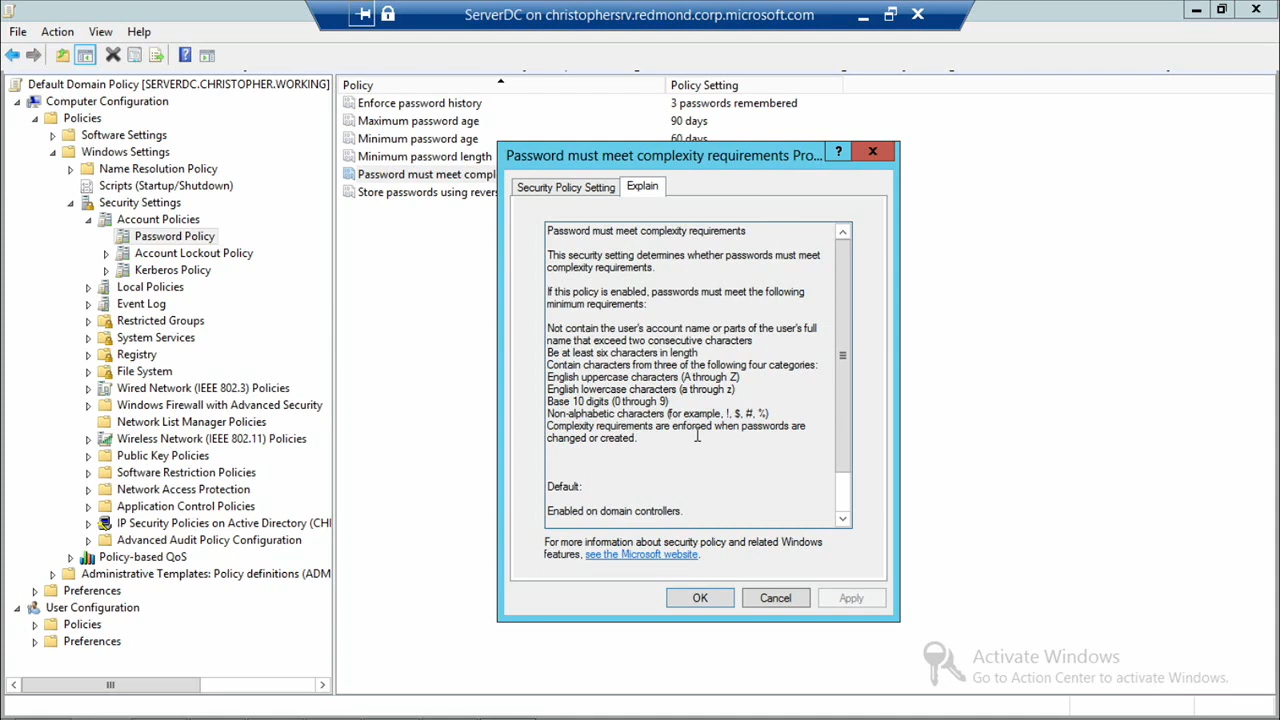 ServerDC on christophersrv.redmond.corp.microsoft.com
File Action View Help
Default Domain Policy [SERVERDC.CHRISTOPHER.WORKING]
Computer Configuration
Policies
Software Settings
Windows Settings
Name Resolution Policy
Scripts (Startup/Shutdown)
Security Settings
Account Policies
Password Policy
Account Lockout Policy
Kerberos Policy
Local Policies
Event Log
Restricted Groups
System Services
Registry
File System
Wired Network (IEEE 802.3) Policies
Windows Firewall with Advanced Security
Network List Manager Policies
Wireless Network (IEEE 802.11) Policies
Public Key Policies
Software Restriction Policies
Network Access Protection
Application Control Policies
IP Security Policies on Active Directory (CHI
Advanced Audit Policy Configuration
Policy-based QoS
Administrative Templates: Policy definitions (ADM
Preferences
User Configuration
Policies
Preferences
Policy Policy Setting
Enforce password history 3 passwords remembered
Maximum password age 90 days
Minimum password age 60 days
Minimum password length
Password must meet compl
Store passwords using rever
Password must meet complexity requirements Pro... ?
Security Policy Setting Explain
Password must meet complexity requirements
This security setting determines whether passwords must meet
complexity requirements.
If this policy is enabled, passwords must meet the following
minimum requirements:
Not contain the user's account name or parts of the user's full
name that exceed two consecutive characters
Be at least six characters in length
Contain characters from three of the following four categories:
English uppercase characters (A through Z)
English lowercase characters (a through z)
Base 10 digits (0 through 9)
Non-alphabetic characters (for example, !, $, #, %)
Complexity requirements are enforced when passwords are
changed or created.
Default:
Enabled on domain controllers.
For more information about security policy and related Windows
features, see the Microsoft website.
OK Cancel Apply
Activate Windows
Go to Action Center to activate Windows.